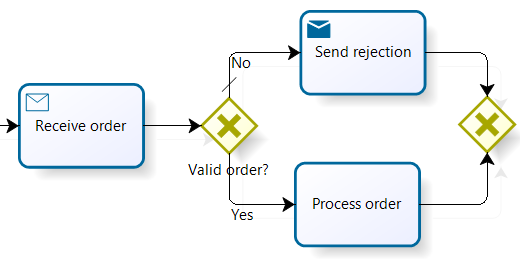 No
Send rejection
Receive order
Valid order?
Process order
Yes